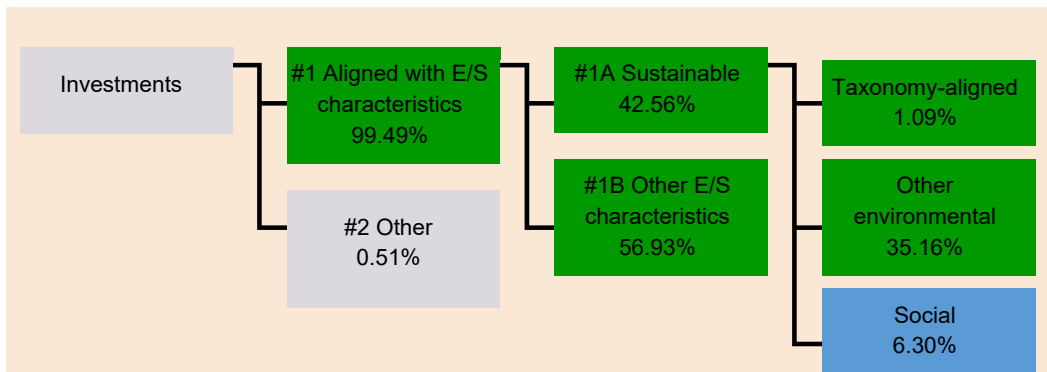 Investments
#1 Aligned with E/S
characteristics
99.49%
#2 Other
0.51%
#1A Sustainable
42.56%
#1B Other E/S
characteristics
56.93%
Taxonomy-aligned
1.09%
Other
environmental
35.16%
Social
6.30%